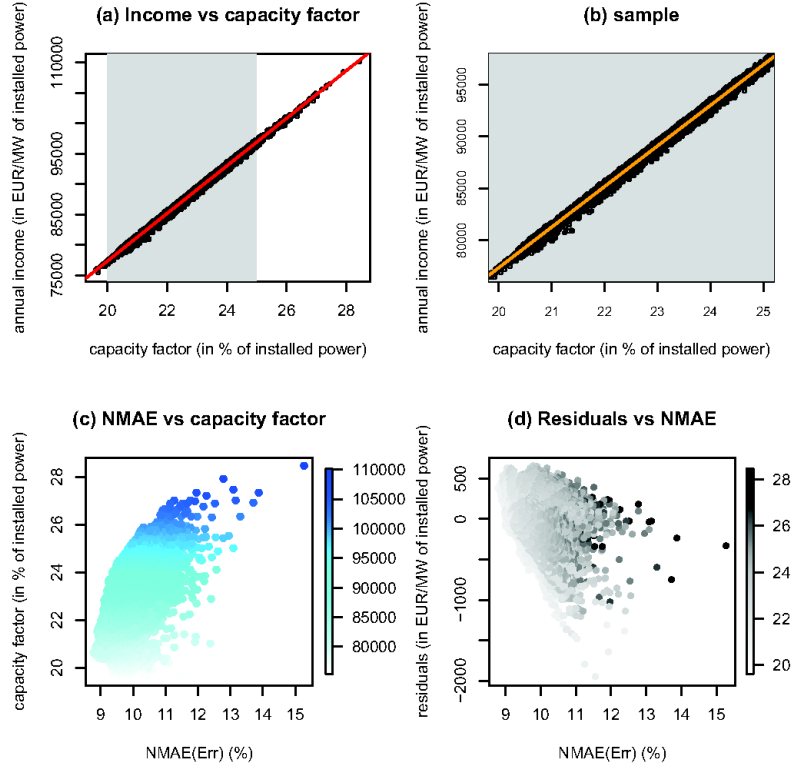 (a) Income vs capacity factor
annual income (in EUR/MW of installed power)
110000
95000
85000
75000
20 22 24 26 28
capacity factor (in % of installed power)
(b) sample
annual income (in EUR/MW of installed power)
95000
90000
85000
80000
20 21 22 23 24 25
capacity factor (in % of installed power)
(c) NMAE vs capacity factor
capacity factor (in % of installed power)
28
26
24
22
20
9 10 11 12 13 14 15
NMAE(Err) (%)
110000
105000
100000
95000
90000
85000
80000
(d) Residuals vs NMAE
residuals (in EUR/MW of installed power)
500
0
−1000
−2000
9 10 11 12 13 14 15
NMAE(Err) (%)
28
26
24
22
20